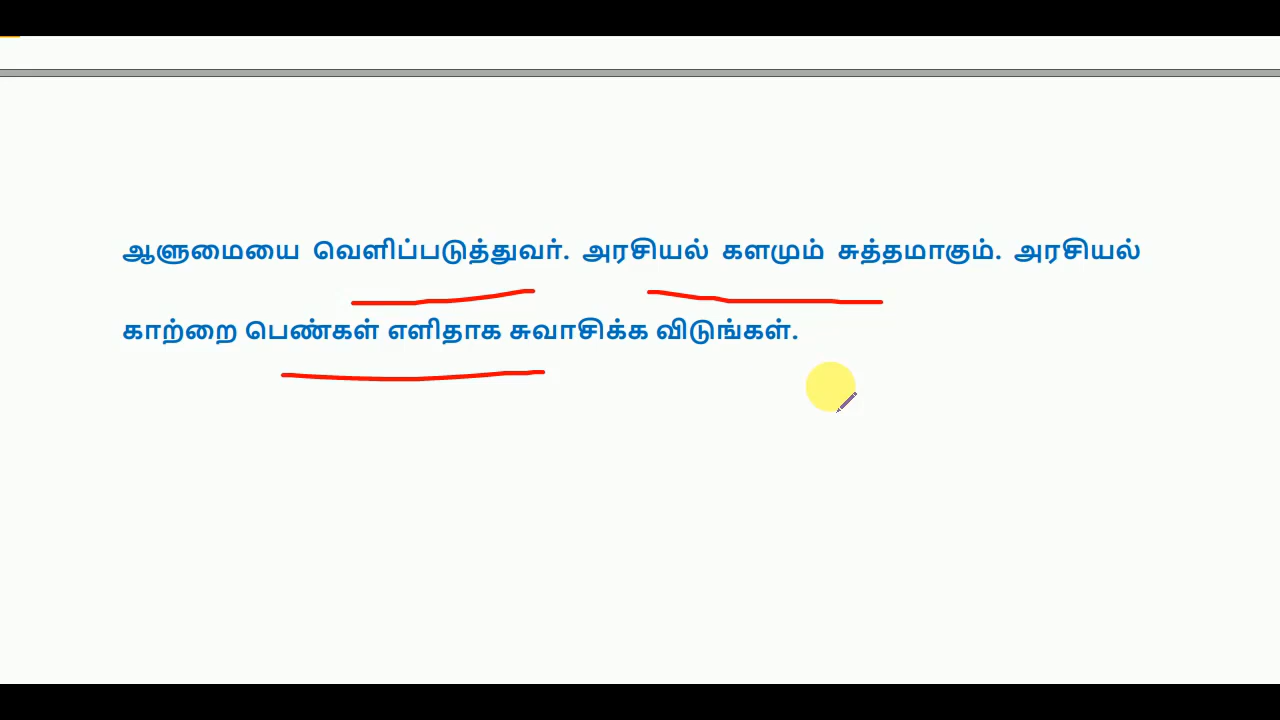 ஆளுமையை வெளிப்படுத்துவர். அரசியல் களமும் சுத்தமாகும். அரசியல்
காற்றை பெண்கள் எளிதாக சுவாசிக்க விடுங்கள்.